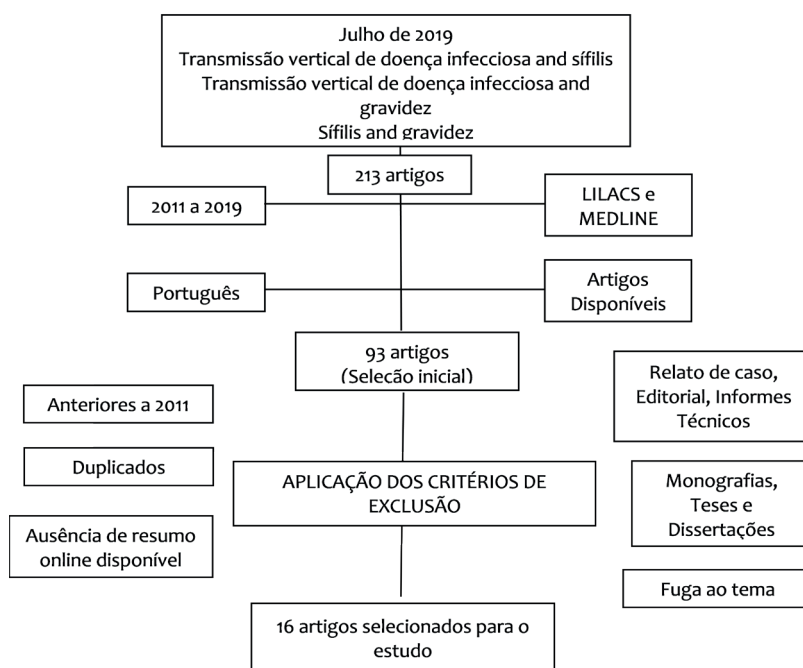 Julho de 2019
Transmissão vertical de doença infecciosa and sífilis
Transmissão vertical de doença infecciosa and
gravidez
Sífilis and gravidez
213 artigos
2011 a 2019
LILACS e
MEDLINE
Português
Artigos
Disponíveis
93 artigos
(Seleção inicial)
Relato de caso,
Editorial, Informes
Técnicos
Anteriores a 2011
Duplicados
APLICAÇÃO DOS CRITÉRIOS DE
EXCLUSÃO
Monografias,
Teses e
Dissertações
Ausência de resumo
online disponível
Fuga ao tema
16 artigos selecionados para o
estudo